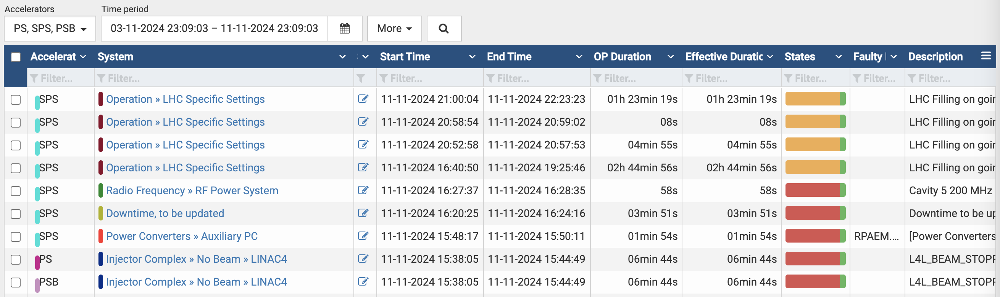 Accelerators Time period
PS, SPS, PSB 03-11-2024 23:09:03 – 11-11-2024 23:09:03 More
Accelerat System Start Time End Time OP Duration Effective Duratic States Faulty Description
Filter... Filter... Filter... Filter... Filter... Filter... Filter... Filter... Filter...
SPS Operation » LHC Specific Settings 11-11-2024 21:00:04 11-11-2024 22:23:23 01h 23min 19s 01h 23min 19s LHC Filling on goin
SPS Operation » LHC Specific Settings 11-11-2024 20:58:54 11-11-2024 20:59:02 08s 08s LHC Filling on goin
SPS Operation » LHC Specific Settings 11-11-2024 20:52:58 11-11-2024 20:57:53 04min 55s 04min 55s LHC Filling on goin
SPS Operation » LHC Specific Settings 11-11-2024 16:40:50 11-11-2024 19:25:46 02h 44min 56s 02h 44min 56s LHC Filling on goin
SPS Radio Frequency » RF Power System 11-11-2024 16:27:37 11-11-2024 16:28:35 58s 58s Cavity 5 200 MHz
SPS Downtime, to be updated 11-11-2024 16:20:25 11-11-2024 16:24:16 03min 51s 03min 51s Downtime to be up
SPS Power Converters » Auxiliary PC 11-11-2024 15:48:17 11-11-2024 15:50:11 01min 54s 01min 54s RPAEM.... [Power Converters
PS Injector Complex » No Beam » LINAC4 11-11-2024 15:38:05 11-11-2024 15:44:49 06min 44s 06min 44s L4L_BEAM_STOPP
PSB Injector Complex » No Beam » LINAC4 11-11-2024 15:38:05 11-11-2024 15:44:49 06min 44s 06min 44s L4L_BEAM_STOPP